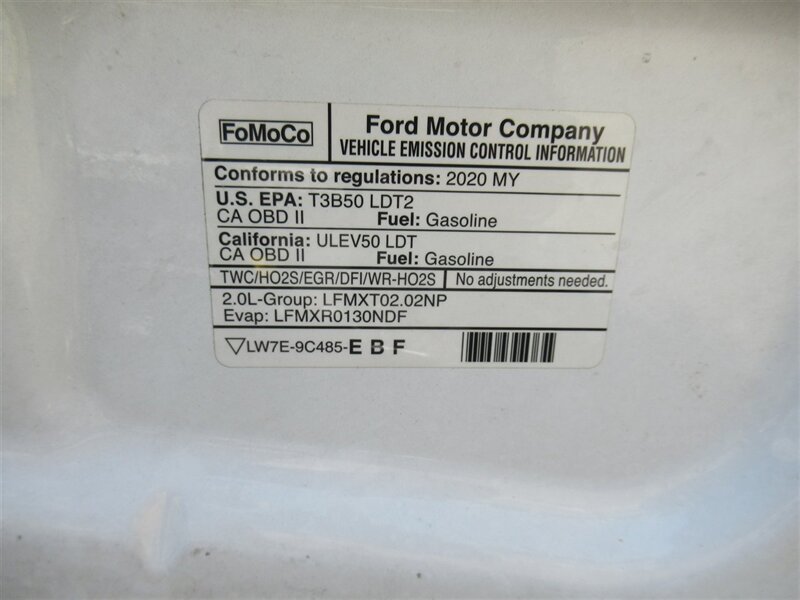 FoMoCo
Ford Motor Company
VEHICLE EMISSION CONTROL INFORMATION
Conforms to regulations: 2020 MY
U.S. EPA: T3B50 LDT2
CA OBD II Fuel: Gasoline
California: ULEV50 LDT
CA OBD II Fuel: Gasoline
TWC/HO2S/EGR/DFI/WR-HO2S No adjustments needed.
2.0L-Group: LFMXT02.02NP
Evap: LFMXR0130NDF
LW7E-9C485-E B F